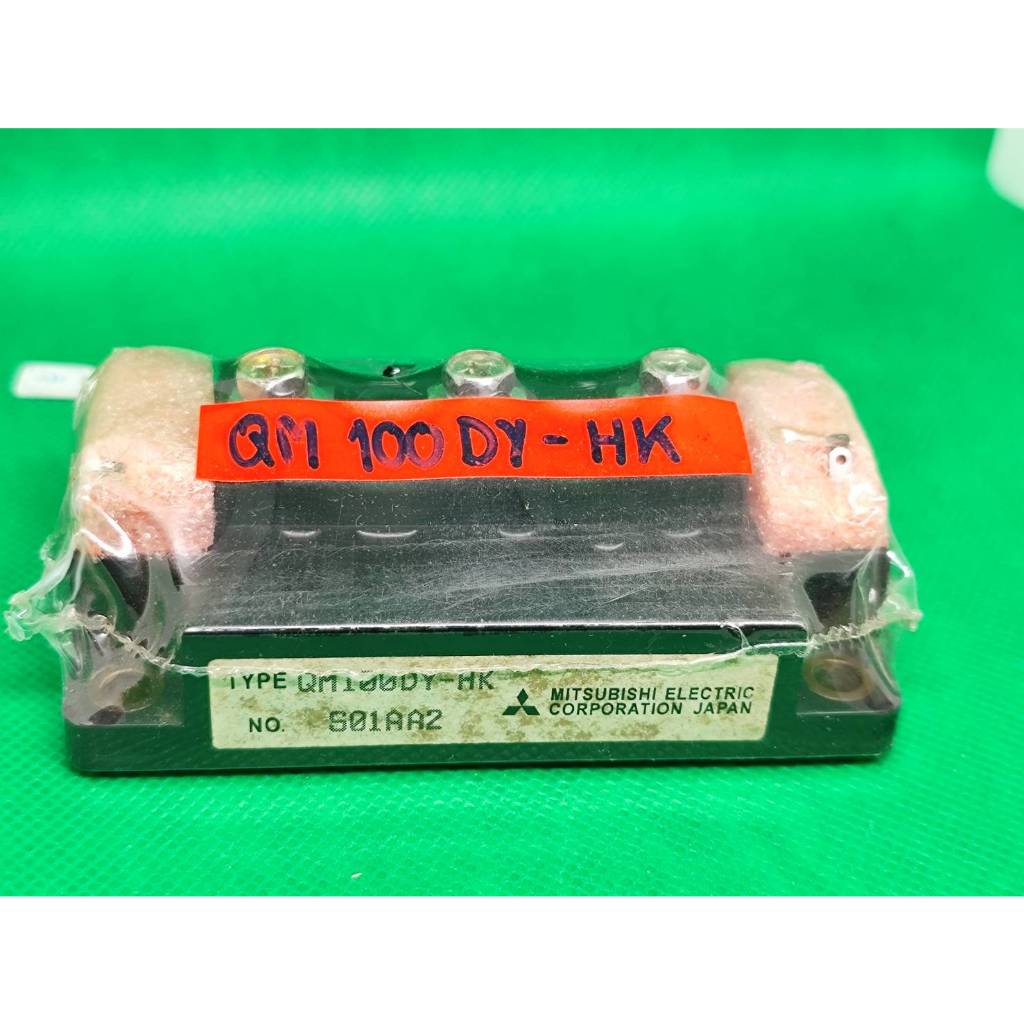 QM 100 DY-HK
TYPE QM100DY-HK
NO. S01AA2
MITSUBISHI ELECTRIC
CORPORATION JAPAN